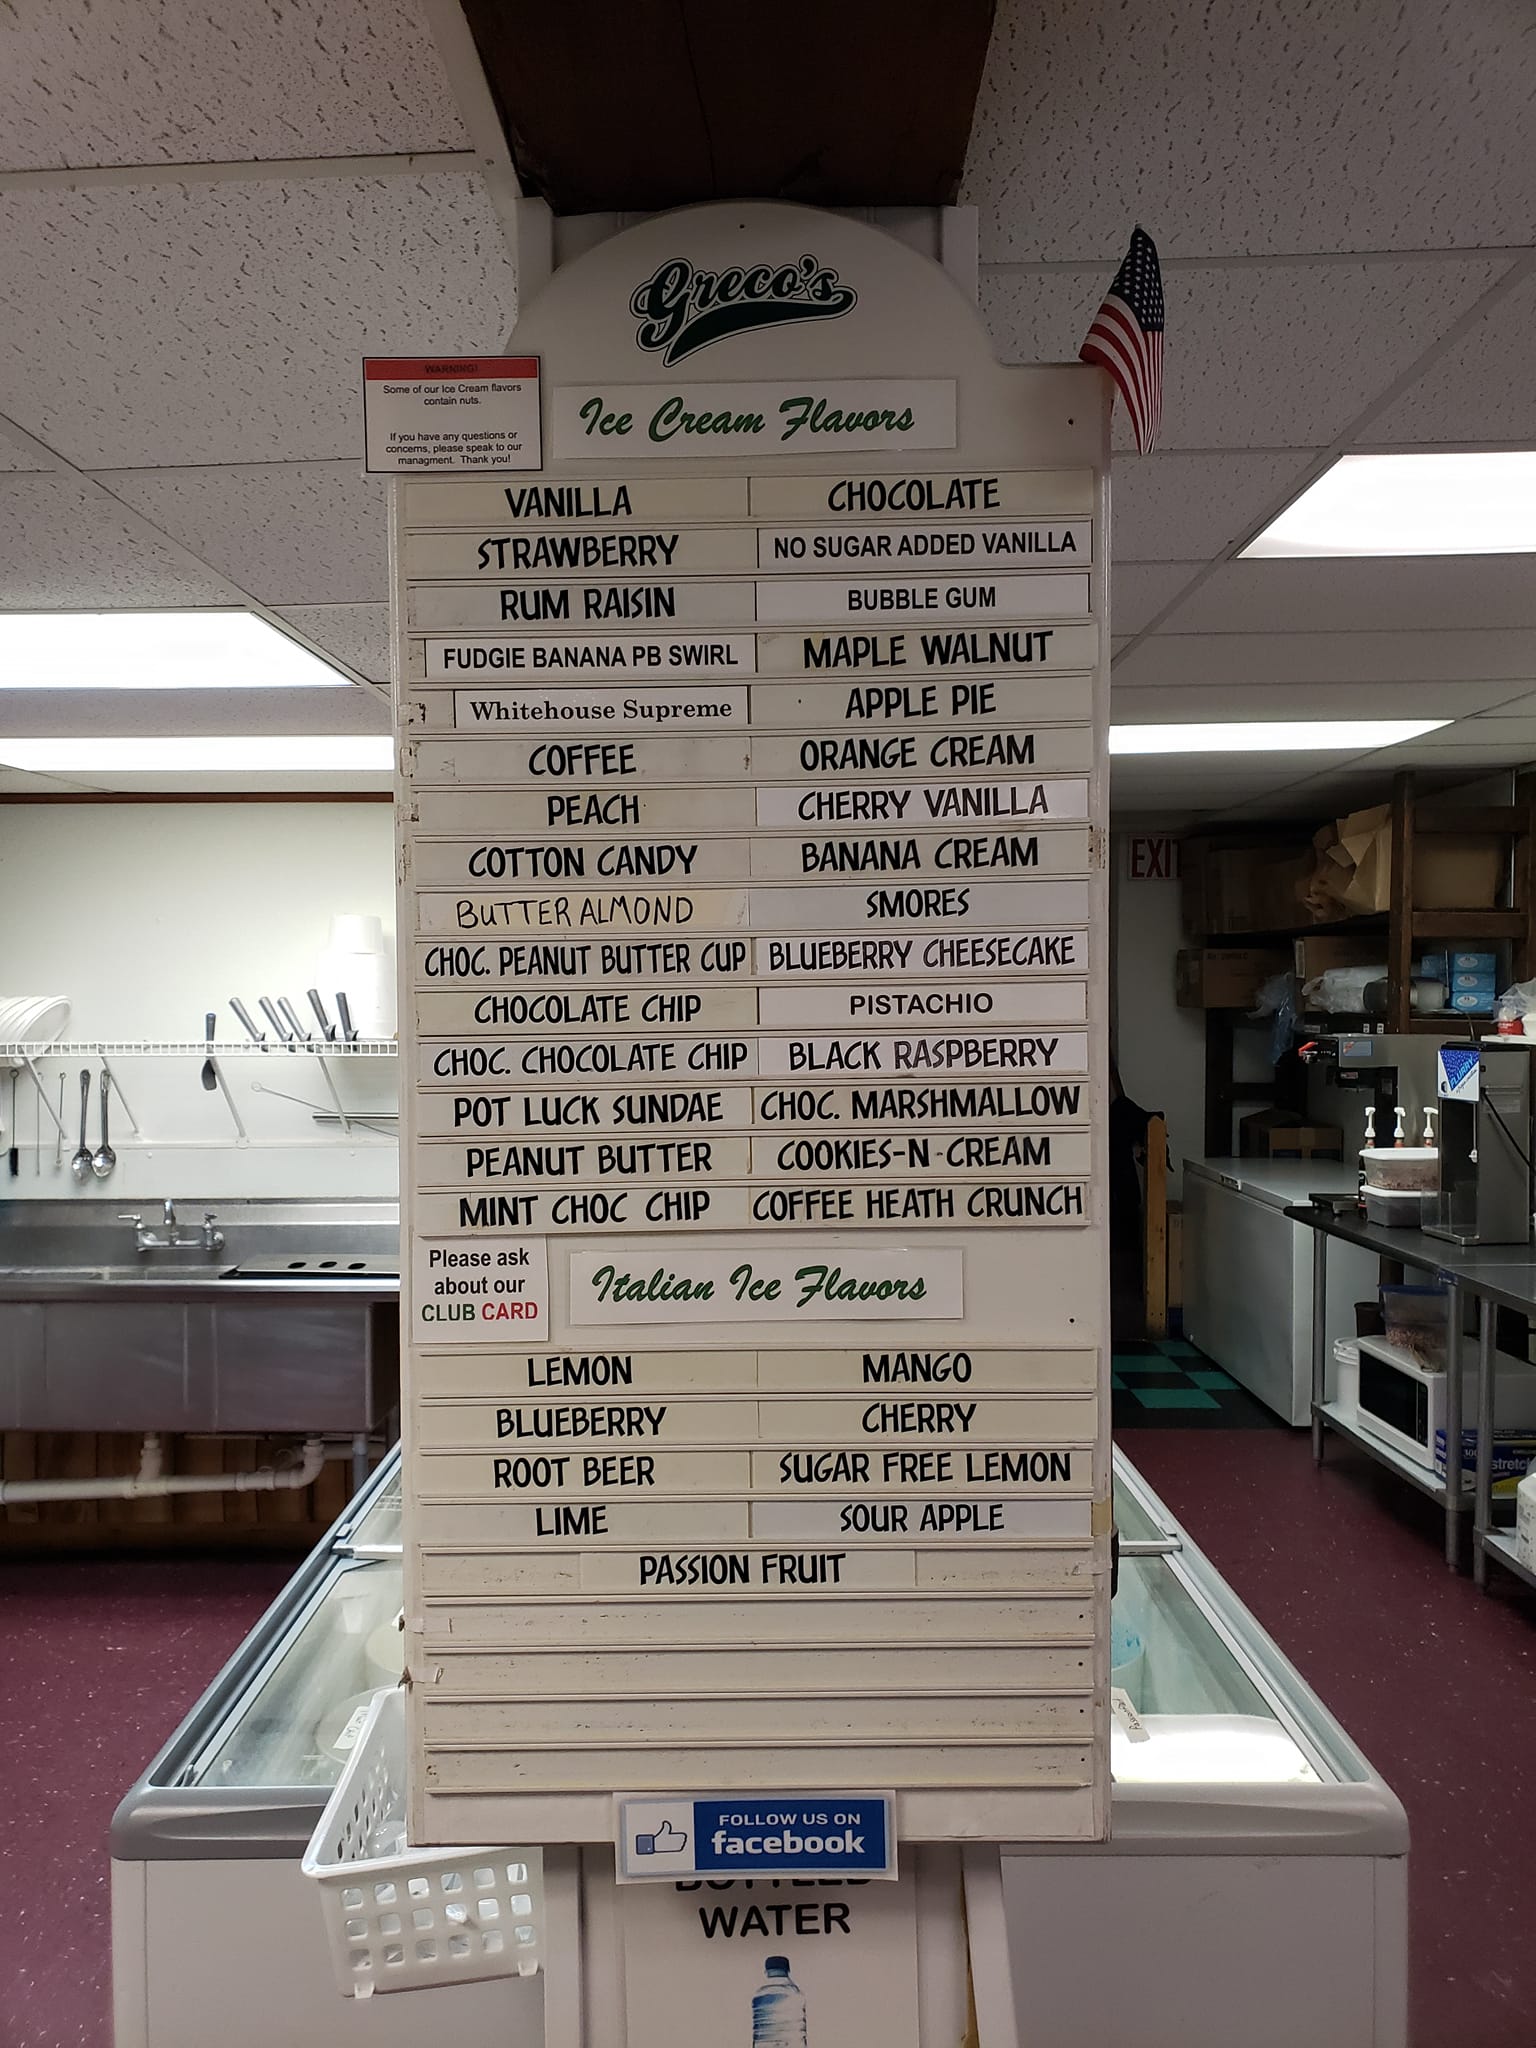 Greco's
WARNING!
Some of our Ice Cream flavors
contain nuts.
If you have any questions or
concerns, please speak to our
managment. Thank you!
Ice Cream Flavors
VANILLA CHOCOLATE
STRAWBERRY NO SUGAR ADDED VANILLA
RUM RAISIN BUBBLE GUM
FUDGIE BANANA PB SWIRL MAPLE WALNUT
Whitehouse Supreme APPLE PIE
COFFEE ORANGE CREAM
PEACH CHERRY VANILLA
COTTON CANDY BANANA CREAM
BUTTER ALMOND SMORES
CHOC. PEANUT BUTTER CUP BLUEBERRY CHEESECAKE
CHOCOLATE CHIP PISTACHIO
CHOC. CHOCOLATE CHIP BLACK RASPBERRY
POT LUCK SUNDAE CHOC. MARSHMALLOW
PEANUT BUTTER COOKIES-N-CREAM
MINT CHOC CHIP COFFEE HEATH CRUNCH
Please ask
about our
CLUB CARD
Italian Ice Flavors
LEMON MANGO
BLUEBERRY CHERRY
ROOT BEER SUGAR FREE LEMON
LIME SOUR APPLE
PASSION FRUIT
FOLLOW US ON
facebook
BOTTLED
WATER
EXIT
FLURRY
stretch